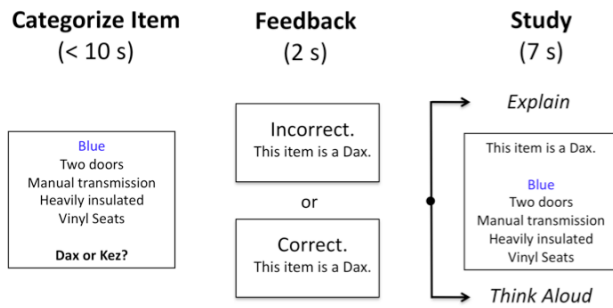 Categorize Item
(< 10 s)
Blue
Two doors
Manual transmission
Heavily insulated
Vinyl Seats
Dax or Kez?
Feedback
(2 s)
Incorrect.
This item is a Dax.
or
Correct.
This item is a Dax.
Study
(7 s)
Explain
This item is a Dax.
Blue
Two doors
Manual transmission
Heavily insulated
Vinyl Seats
Think Aloud